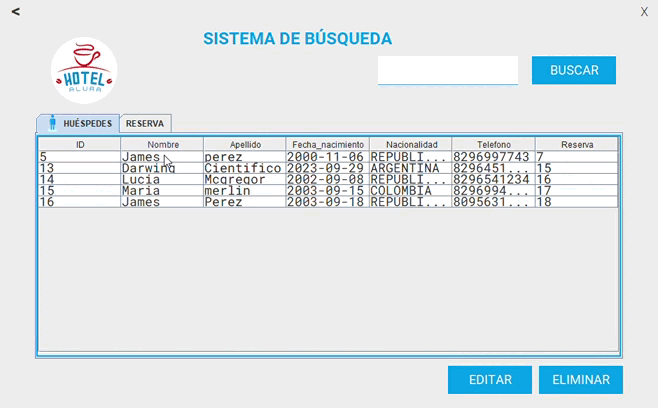 <
X
SISTEMA DE BÚSQUEDA
HOTEL
ALURA
BUSCAR
HUÉSPEDES RESERVA
ID Nombre Apellido Fecha_nacimiento Nacionalidad Telefono Reserva
5 James perez 2000-11-06 REPUBLI... 8296997743 7
13 Darwing Cientifico 2023-09-29 ARGENTINA 8296451... 15
14 Lucia Mcgregor 2002-09-08 REPUBLI... 8296541234 16
15 Maria merlin 2003-09-15 COLOMBIA 8296994... 17
16 James Perez 2003-09-18 REPUBLI... 8095631... 18
EDITAR ELIMINAR